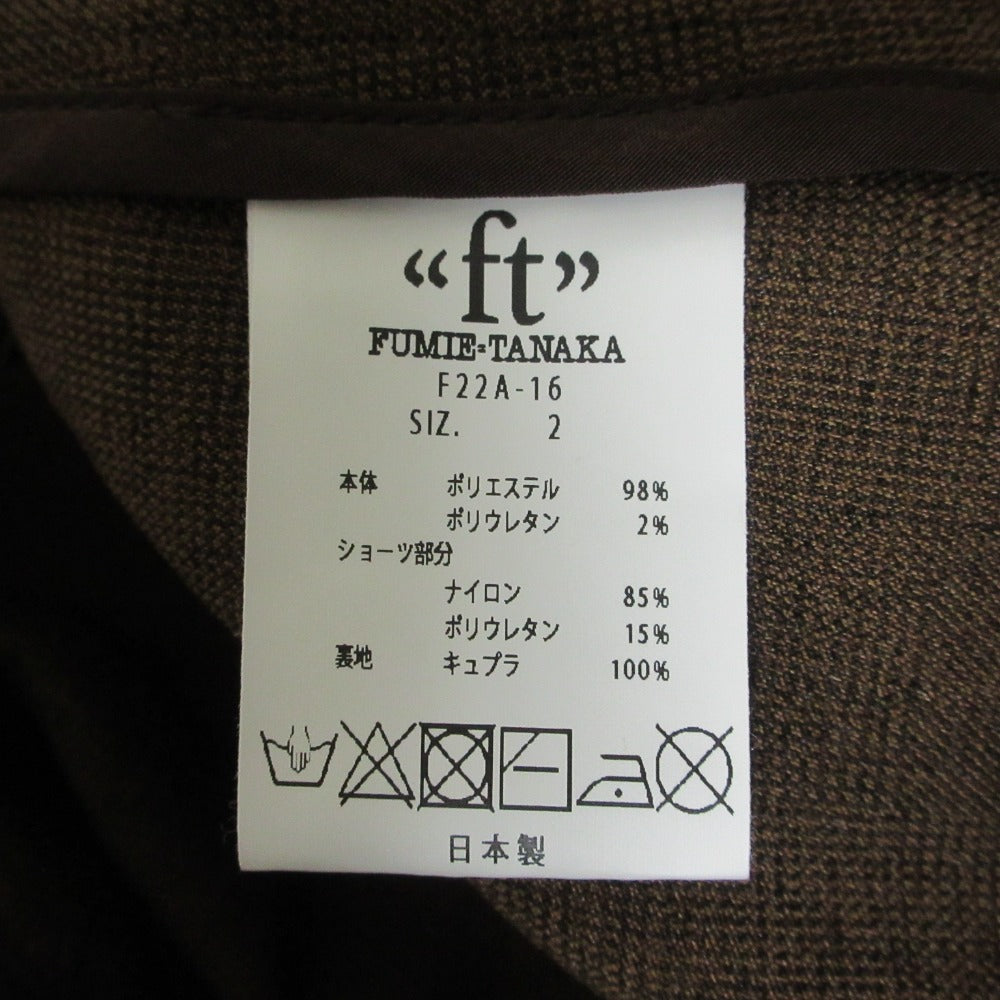 “ft”
FUMIE=TANAKA
F22A-16
SIZ. 2
本体 ポリエステル 98%
ポリウレタン 2%
ショーツ部分
ナイロン 85%
ポリウレタン 15%
裏地 キュプラ 100%
日本製